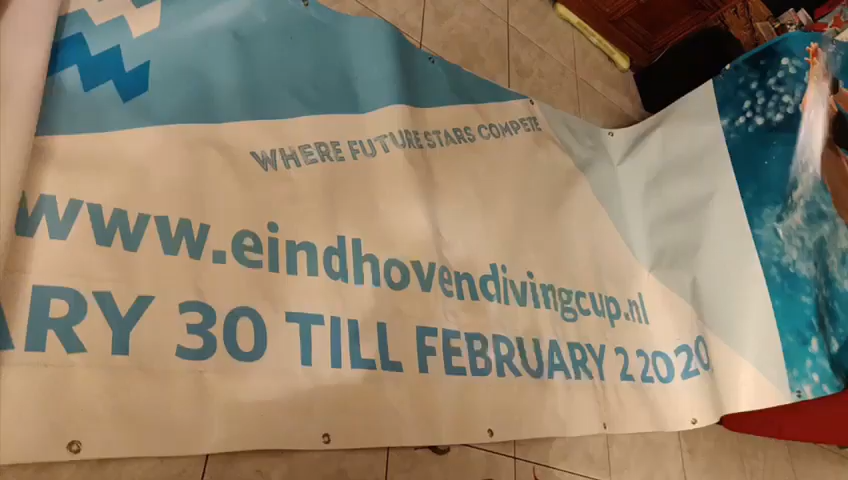 WHERE FUTURE STARS COMPETE
www.eindhovendivingcup.nl
ARY 30 TILL FEBRUARY 2 2020